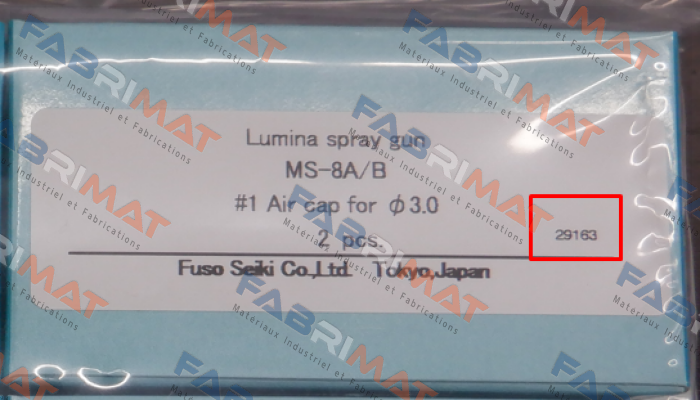 Lumina spray gun
MS-8A/B
#1 Air cap for ϕ3.0
2 pcs.
29163
Fuso Seiki Co.,Ltd. Tokyo,Japan
FABRIMAT
Materiaux Industriel et Fabrications